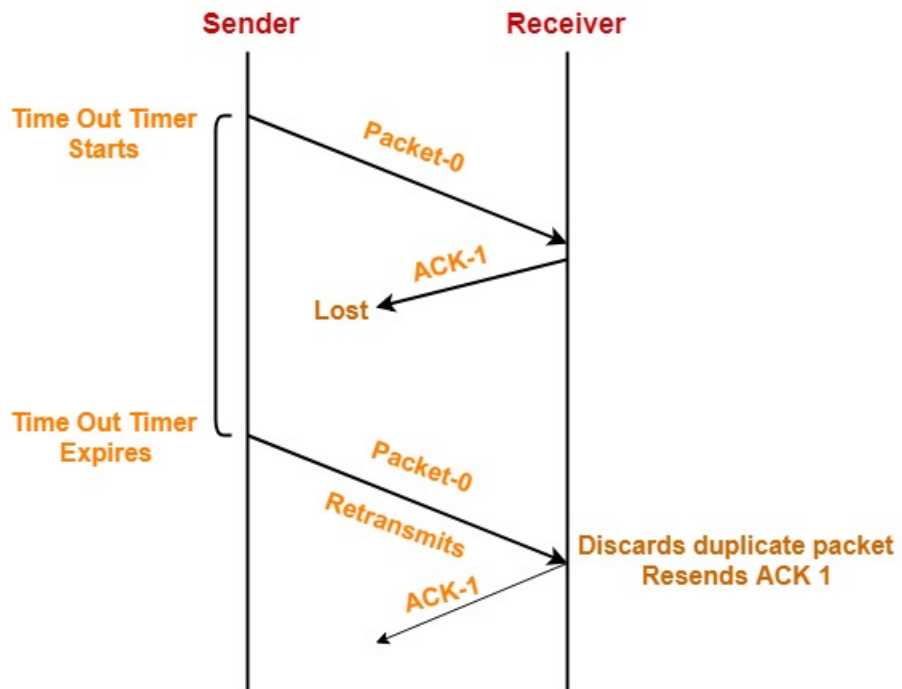 Sender
Receiver
Time Out Timer
Starts
Packet-0
ACK-1
Lost
Time Out Timer
Expires
Packet-0
Retransmits
Discards duplicate packet
Resends ACK 1
ACK-1